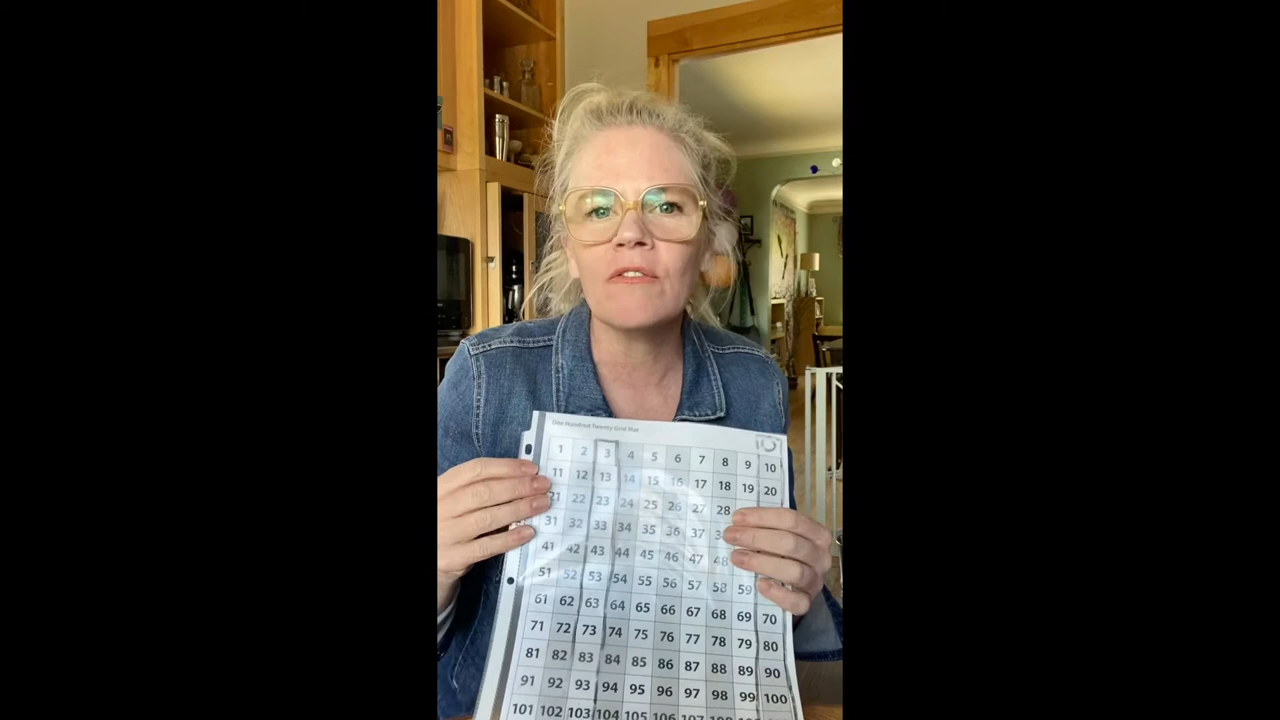 One Hundred Twenty Grid Mat
1 2 3 4 5 6 7 8 9 10
11 12 13 14 15 16 17 18 19 20
21 22 23 24 25 26 27 28
31 32 33 34 35 36 37
41 42 43 44 45 46 47 48
51 52 53 54 55 56 57 58 59
61 62 63 64 65 66 67 68 69 70
71 72 73 74 75 76 77 78 79 80
81 82 83 84 85 86 87 88 89 90
91 92 93 94 95 96 97 98 99 100
101 102 103 104 105 106 107 108